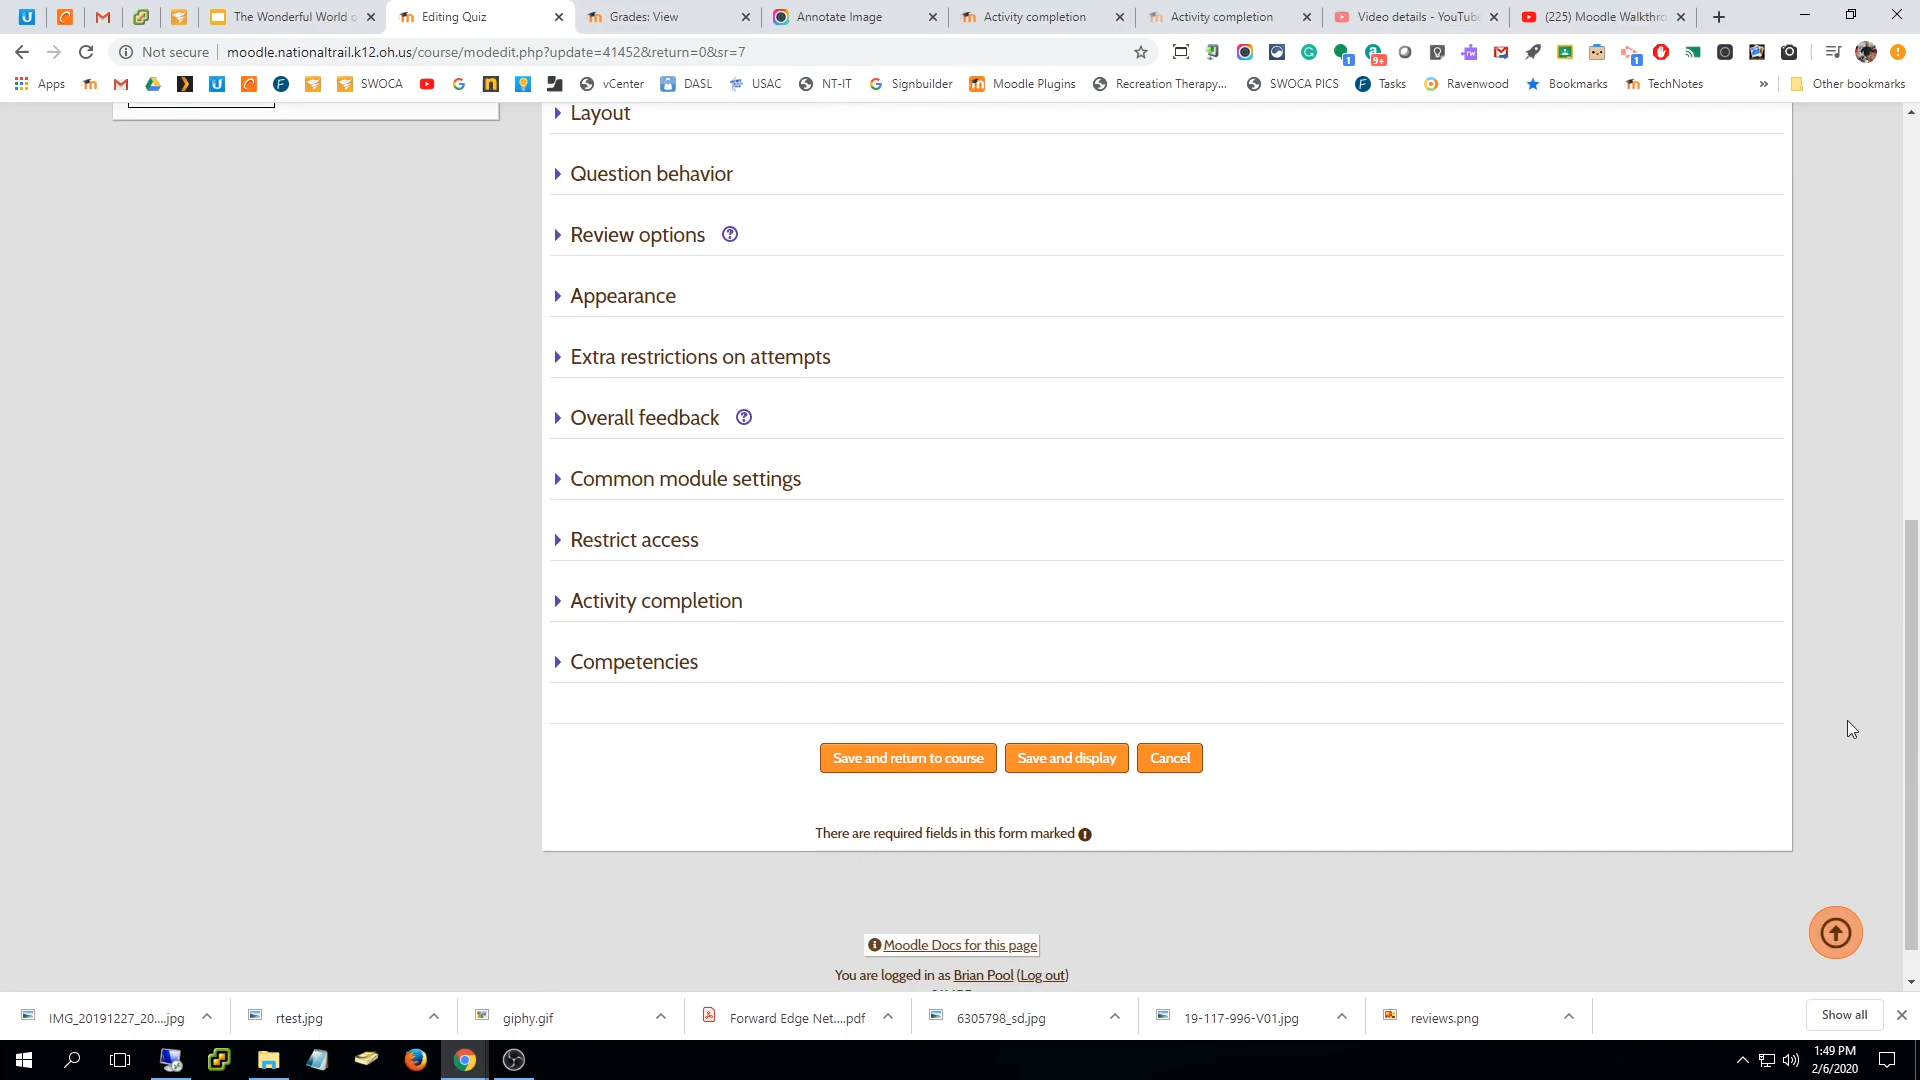 The Wonderful World o
Editing Quiz
Grades: View
Annotate Image
Activity completion
Activity completion
Video details - YouTub
(225) Moodle Walkthro
Not secure
moodle.nationaltrail.k12.oh.us/course/modedit.php?update=41452&return=0&sr=7
Apps
SWOCA
vCenter
DASL
USAC
NT-IT
Signbuilder
Moodle Plugins
Recreation Therapy...
SWOCA PICS
Tasks
Ravenwood
Bookmarks
TechNotes
Other bookmarks
Layout
Question behavior
Review options
Appearance
Extra restrictions on attempts
Overall feedback
Common module settings
Restrict access
Activity completion
Competencies
Save and return to course
Save and display
Cancel
There are required fields in this form marked
Moodle Docs for this page
You are logged in as Brian Pool (Log out)
IMG_20191227_20....jpg
rtest.jpg
giphy.gif
Forward Edge Net....pdf
6305798_sd.jpg
19-117-996-V01.jpg
reviews.png
Show all
1:49 PM
2/6/2020